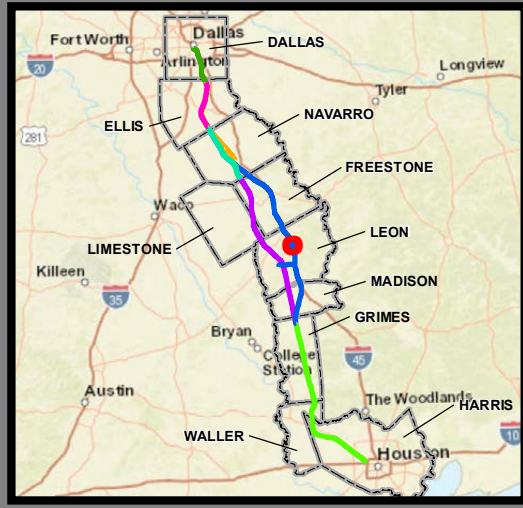 Dallas
DALLAS
Fort Worth
Arlington
Longview
20
Tyler
NAVARRO
ELLIS
281
FREESTONE
Waco
LEON
LIMESTONE
Killeen
MADISON
35
GRIMES
Bryan
College
Station
45
Austin
The Woodlands
HARRIS
WALLER
10
Houston